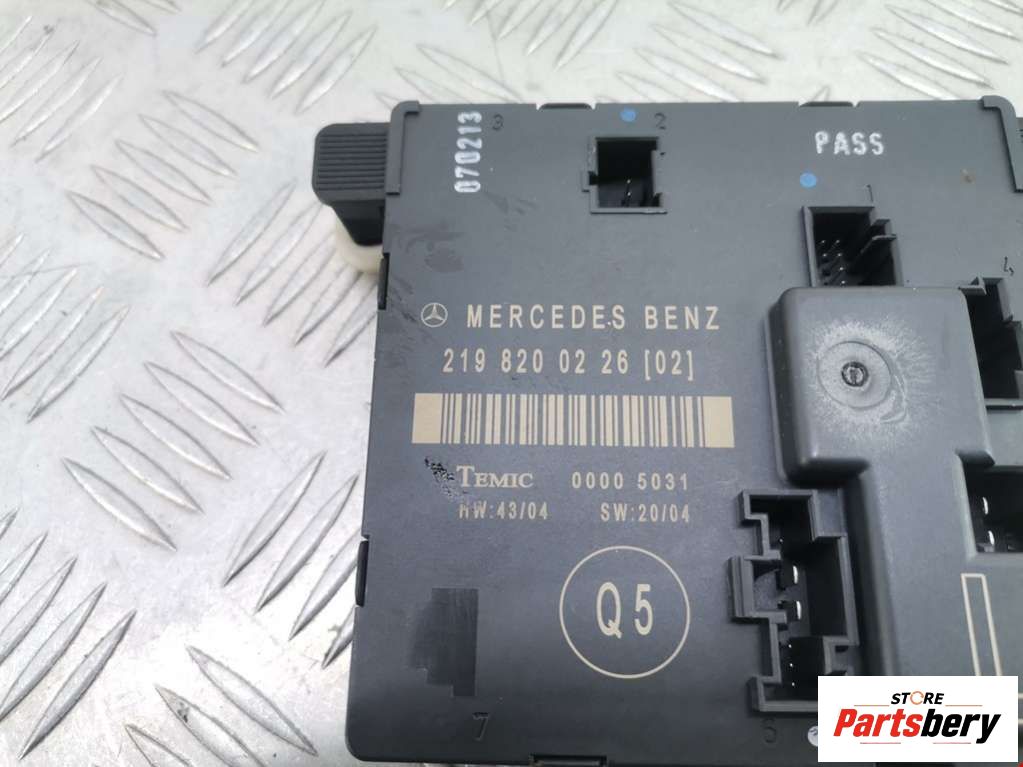 070213
3
2
PASS
1
4
MERCEDES BENZ
219 820 02 26 [02]
TEMIC 0000 5031
HW:43/04 SW:20/04
Q5
7
STORE
Partsbery